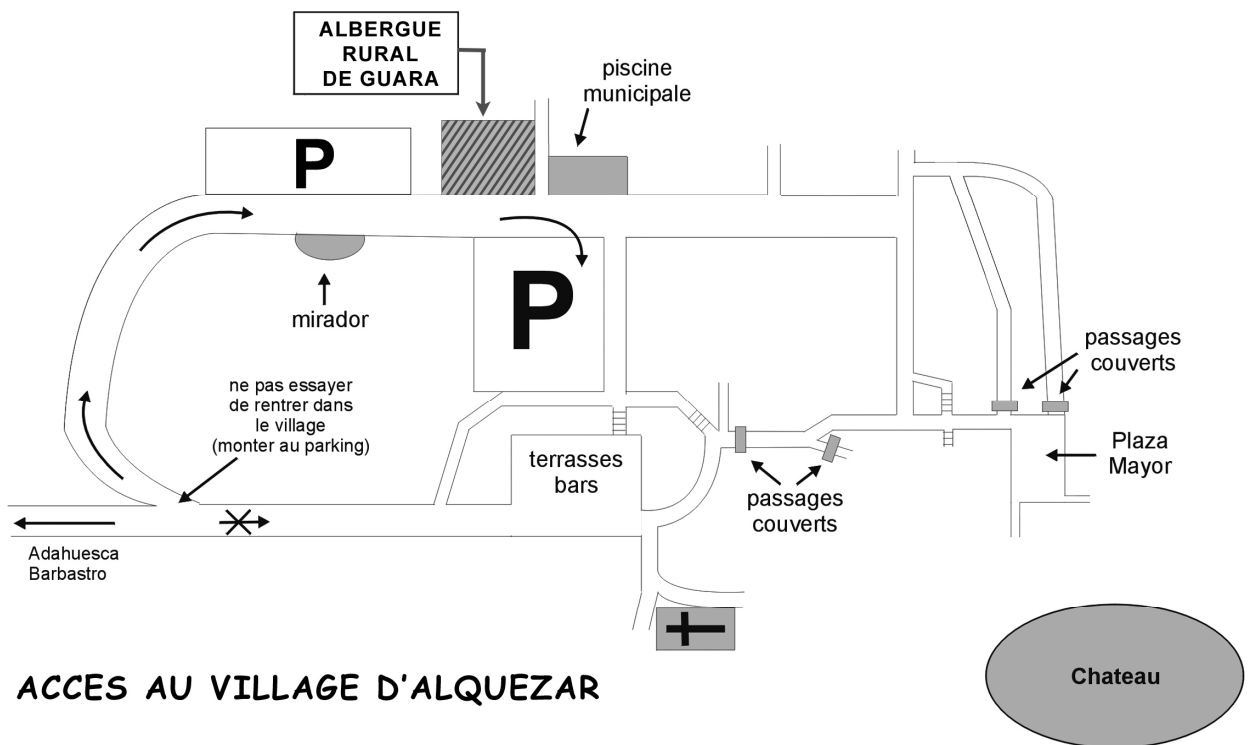 ALBERGUE
RURAL
DE GUARA
piscine
municipale
P
mirador
P
passages
couverts
ne pas essayer
de rentrer dans
le village
(monter au parking)
terrasses
bars
Plaza
Mayor
passages
couverts
Adahuesca
Barbastro
ACCES AU VILLAGE D'ALQUEZAR
Chateau